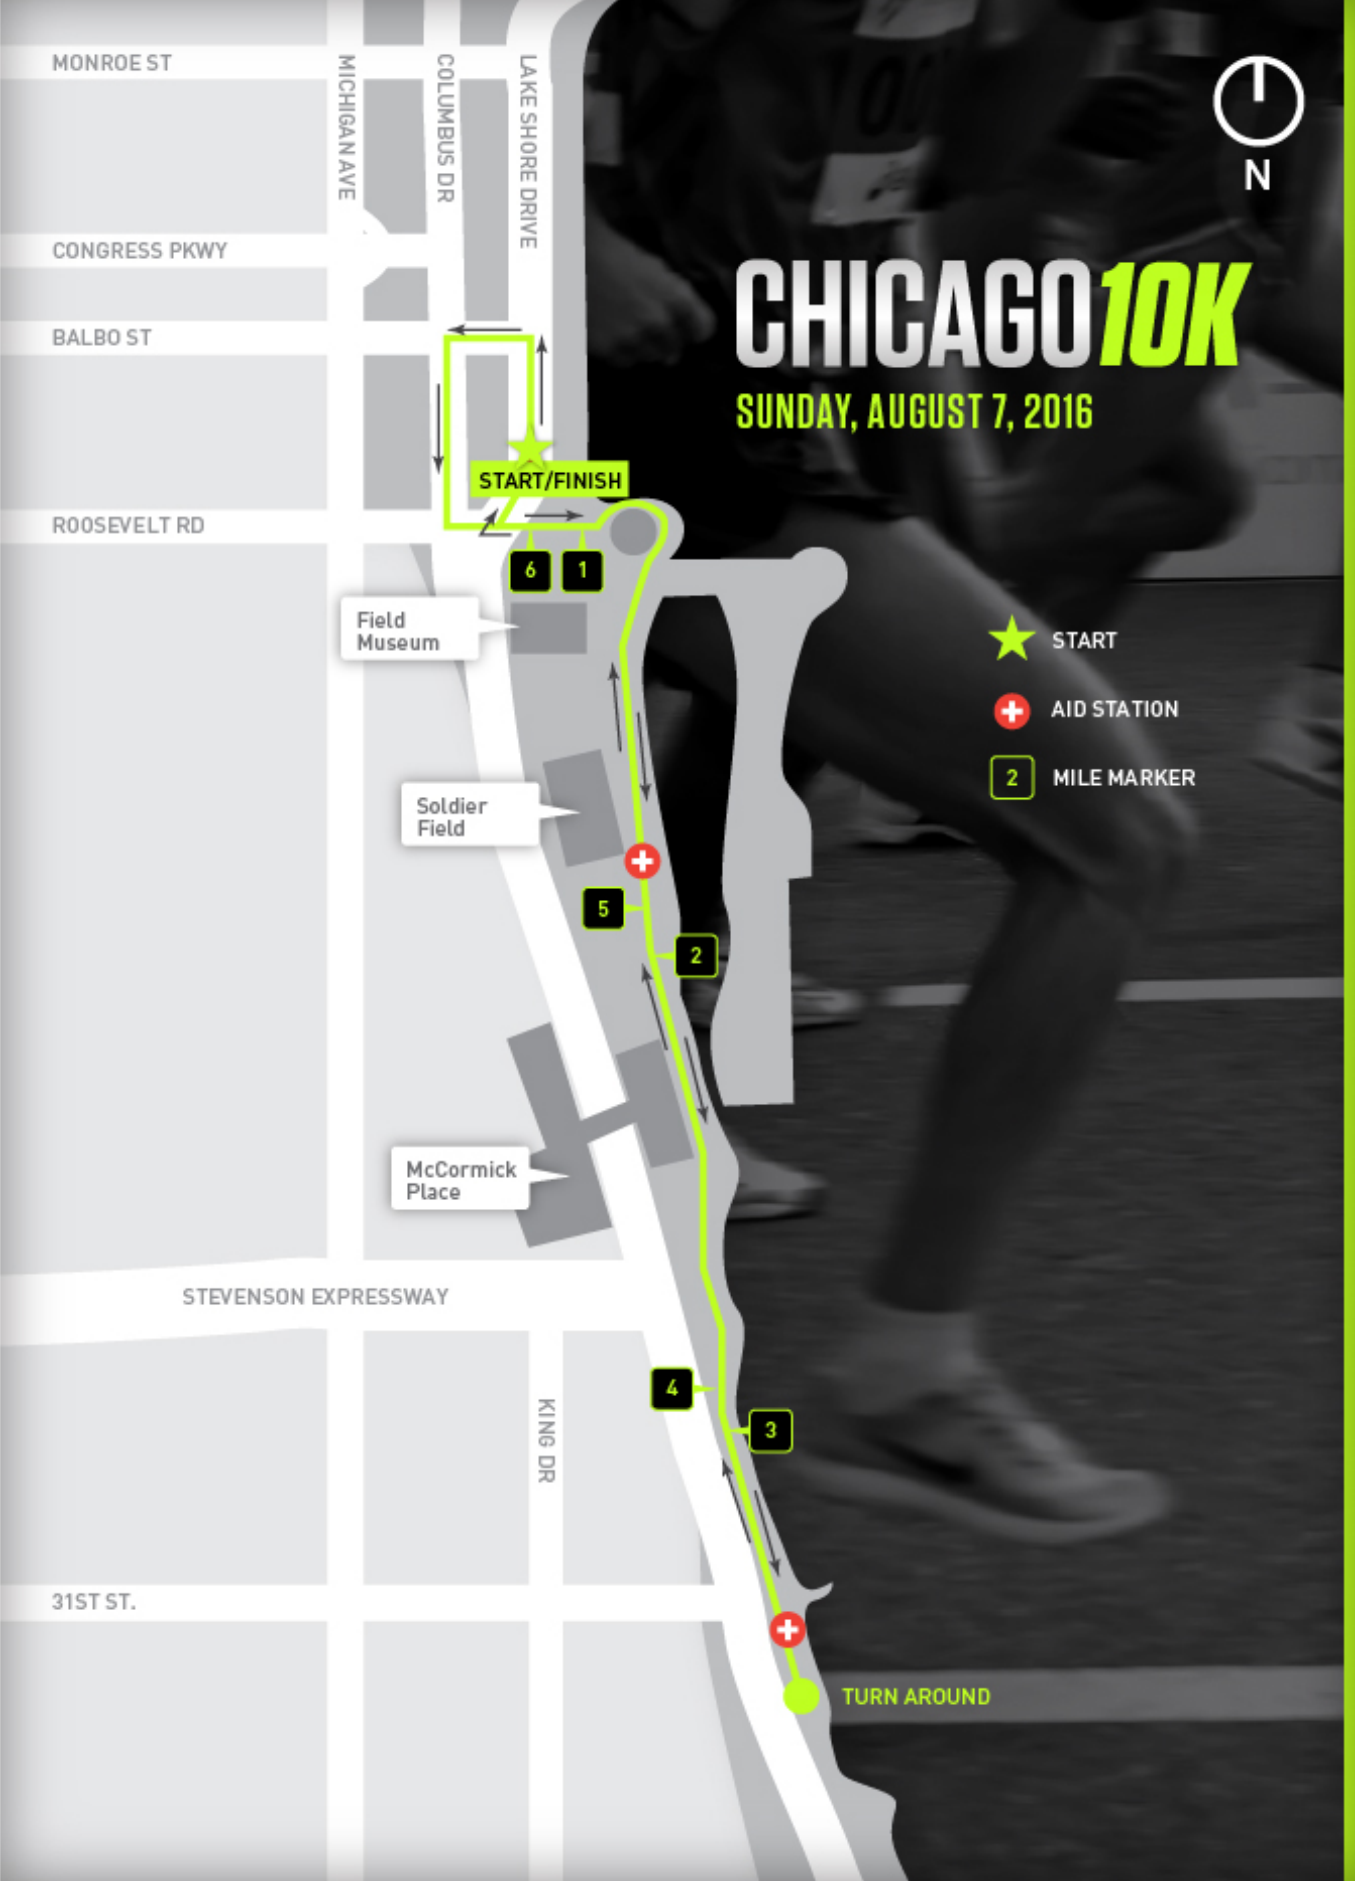 MONROE ST
MICHIGAN AVE
COLUMBUS DR
LAKE SHORE DRIVE
N
CONGRESS PKWY
CHICAGO10K
BALBO ST
SUNDAY, AUGUST 7, 2016
START/FINISH
ROOSEVELT RD
6
1
Field
Museum
START
AID STATION
2
MILE MARKER
Soldier
Field
5
2
McCormick
Place
STEVENSON EXPRESSWAY
4
3
KING DR
31ST ST.
TURN AROUND